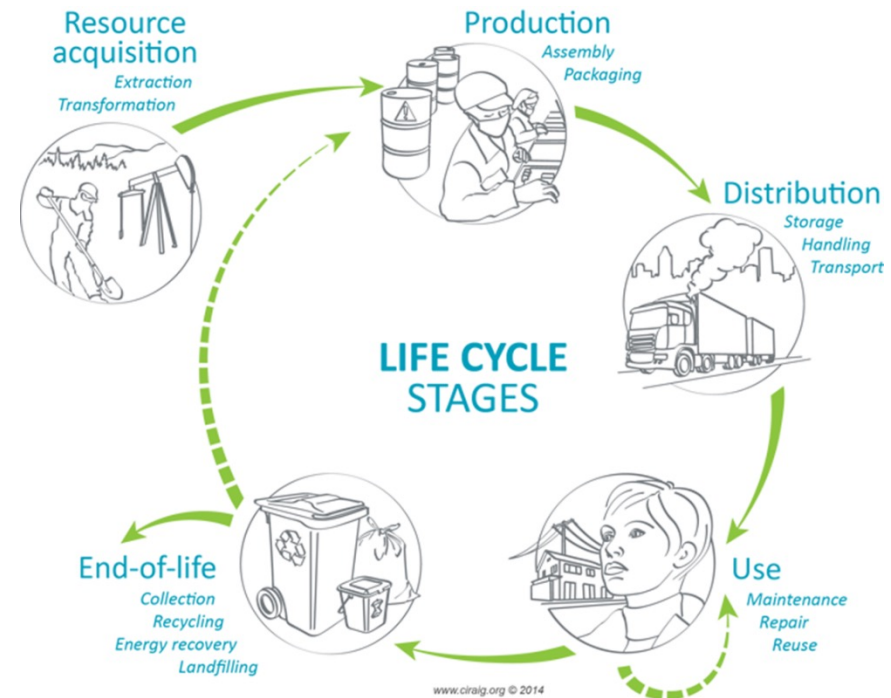 Resource
acquisition
Extraction
Transformation
Production
Assembly
Packaging
Distribution
Storage
Handling
Transport
LIFE CYCLE
STAGES
Use
Maintenance
Repair
Reuse
End-of-life
Collection
Recycling
Energy recovery
Landfilling
www.ciraig.org © 2014